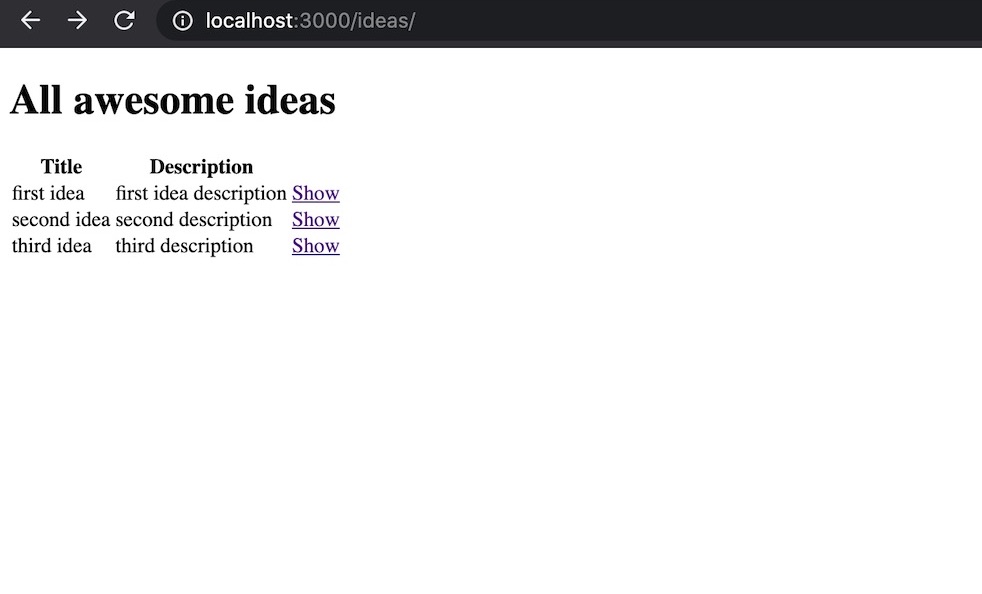 localhost:3000/ideas/
All awesome ideas
Title Description
first idea first idea description Show
second idea second description Show
third idea third description Show